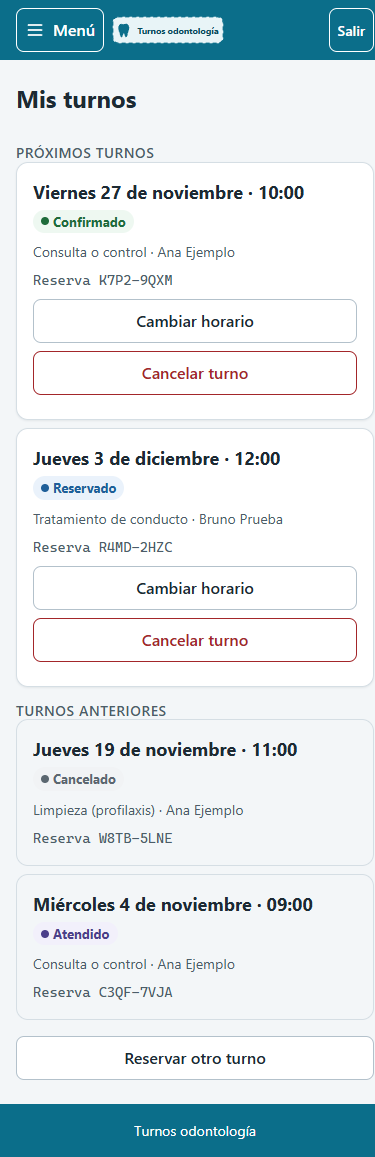 Menú
Turnos odontología
Salir
Mis turnos
PRÓXIMOS TURNOS
Viernes 27 de noviembre · 10:00
Confirmado
Consulta o control · Ana Ejemplo
Reserva K7P2-9QXM
Cambiar horario
Cancelar turno
Jueves 3 de diciembre · 12:00
Reservado
Tratamiento de conducto · Bruno Prueba
Reserva R4MD-2HZC
Cambiar horario
Cancelar turno
TURNOS ANTERIORES
Jueves 19 de noviembre · 11:00
Cancelado
Limpieza (profilaxis) · Ana Ejemplo
Reserva W8TB-5LNE
Miércoles 4 de noviembre · 09:00
Atendido
Consulta o control · Ana Ejemplo
Reserva C3QF-7VJA
Reservar otro turno
Turnos odontología